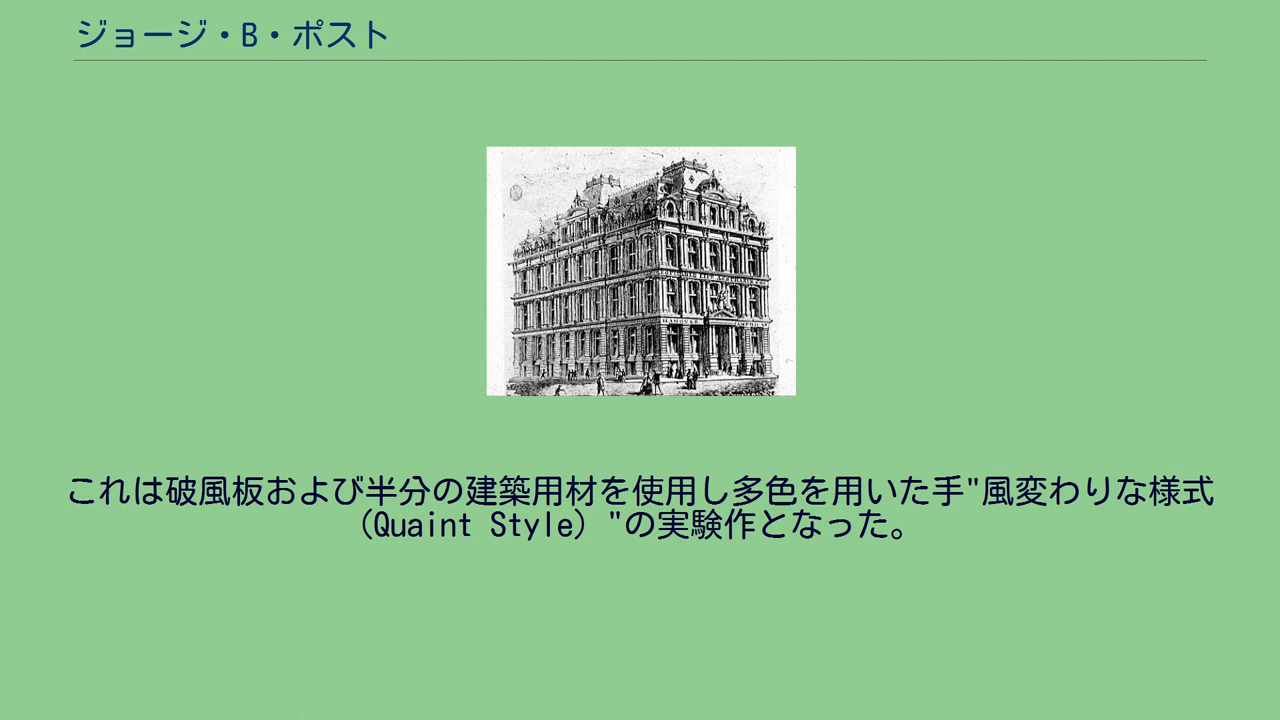 ジョージ・B・ポスト
HANOVER
AMERICAN
これは破風板および半分の建築用材を使用し多色を用いた手"風変わりな様式
(Quaint Style) "の実験作となった。